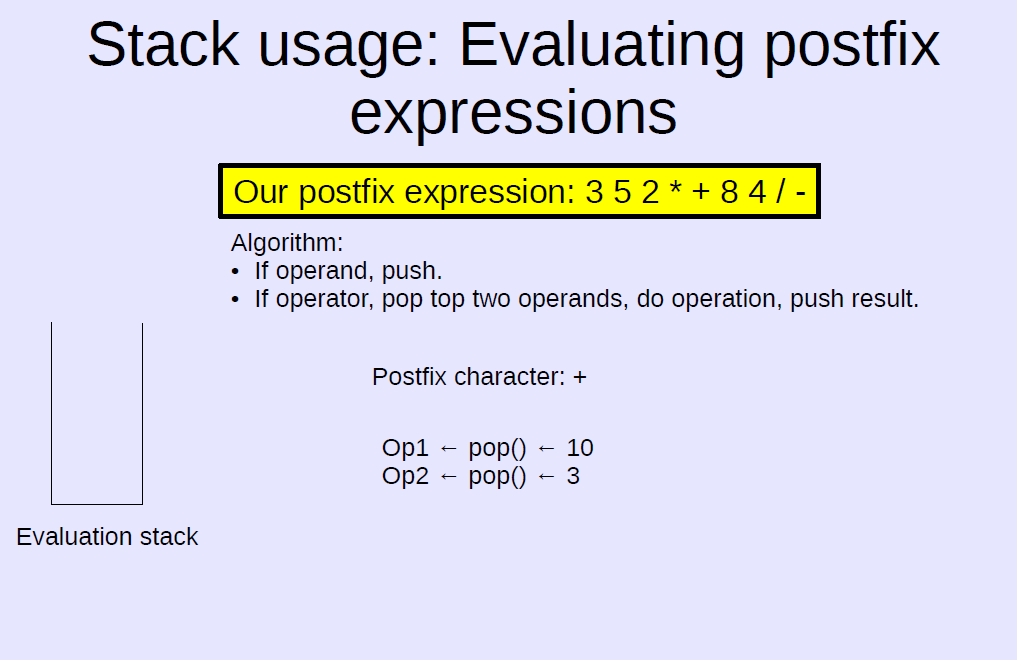 Stack usage: Evaluating postfix
expressions
Our postfix expression: 3 5 2 * + 8 4 / -
Algorithm:
• If operand, push.
• If operator, pop top two operands, do operation, push result.
Postfix character: +
Op1 ← pop() ← 10
Op2 ← pop() ← 3
Evaluation stack